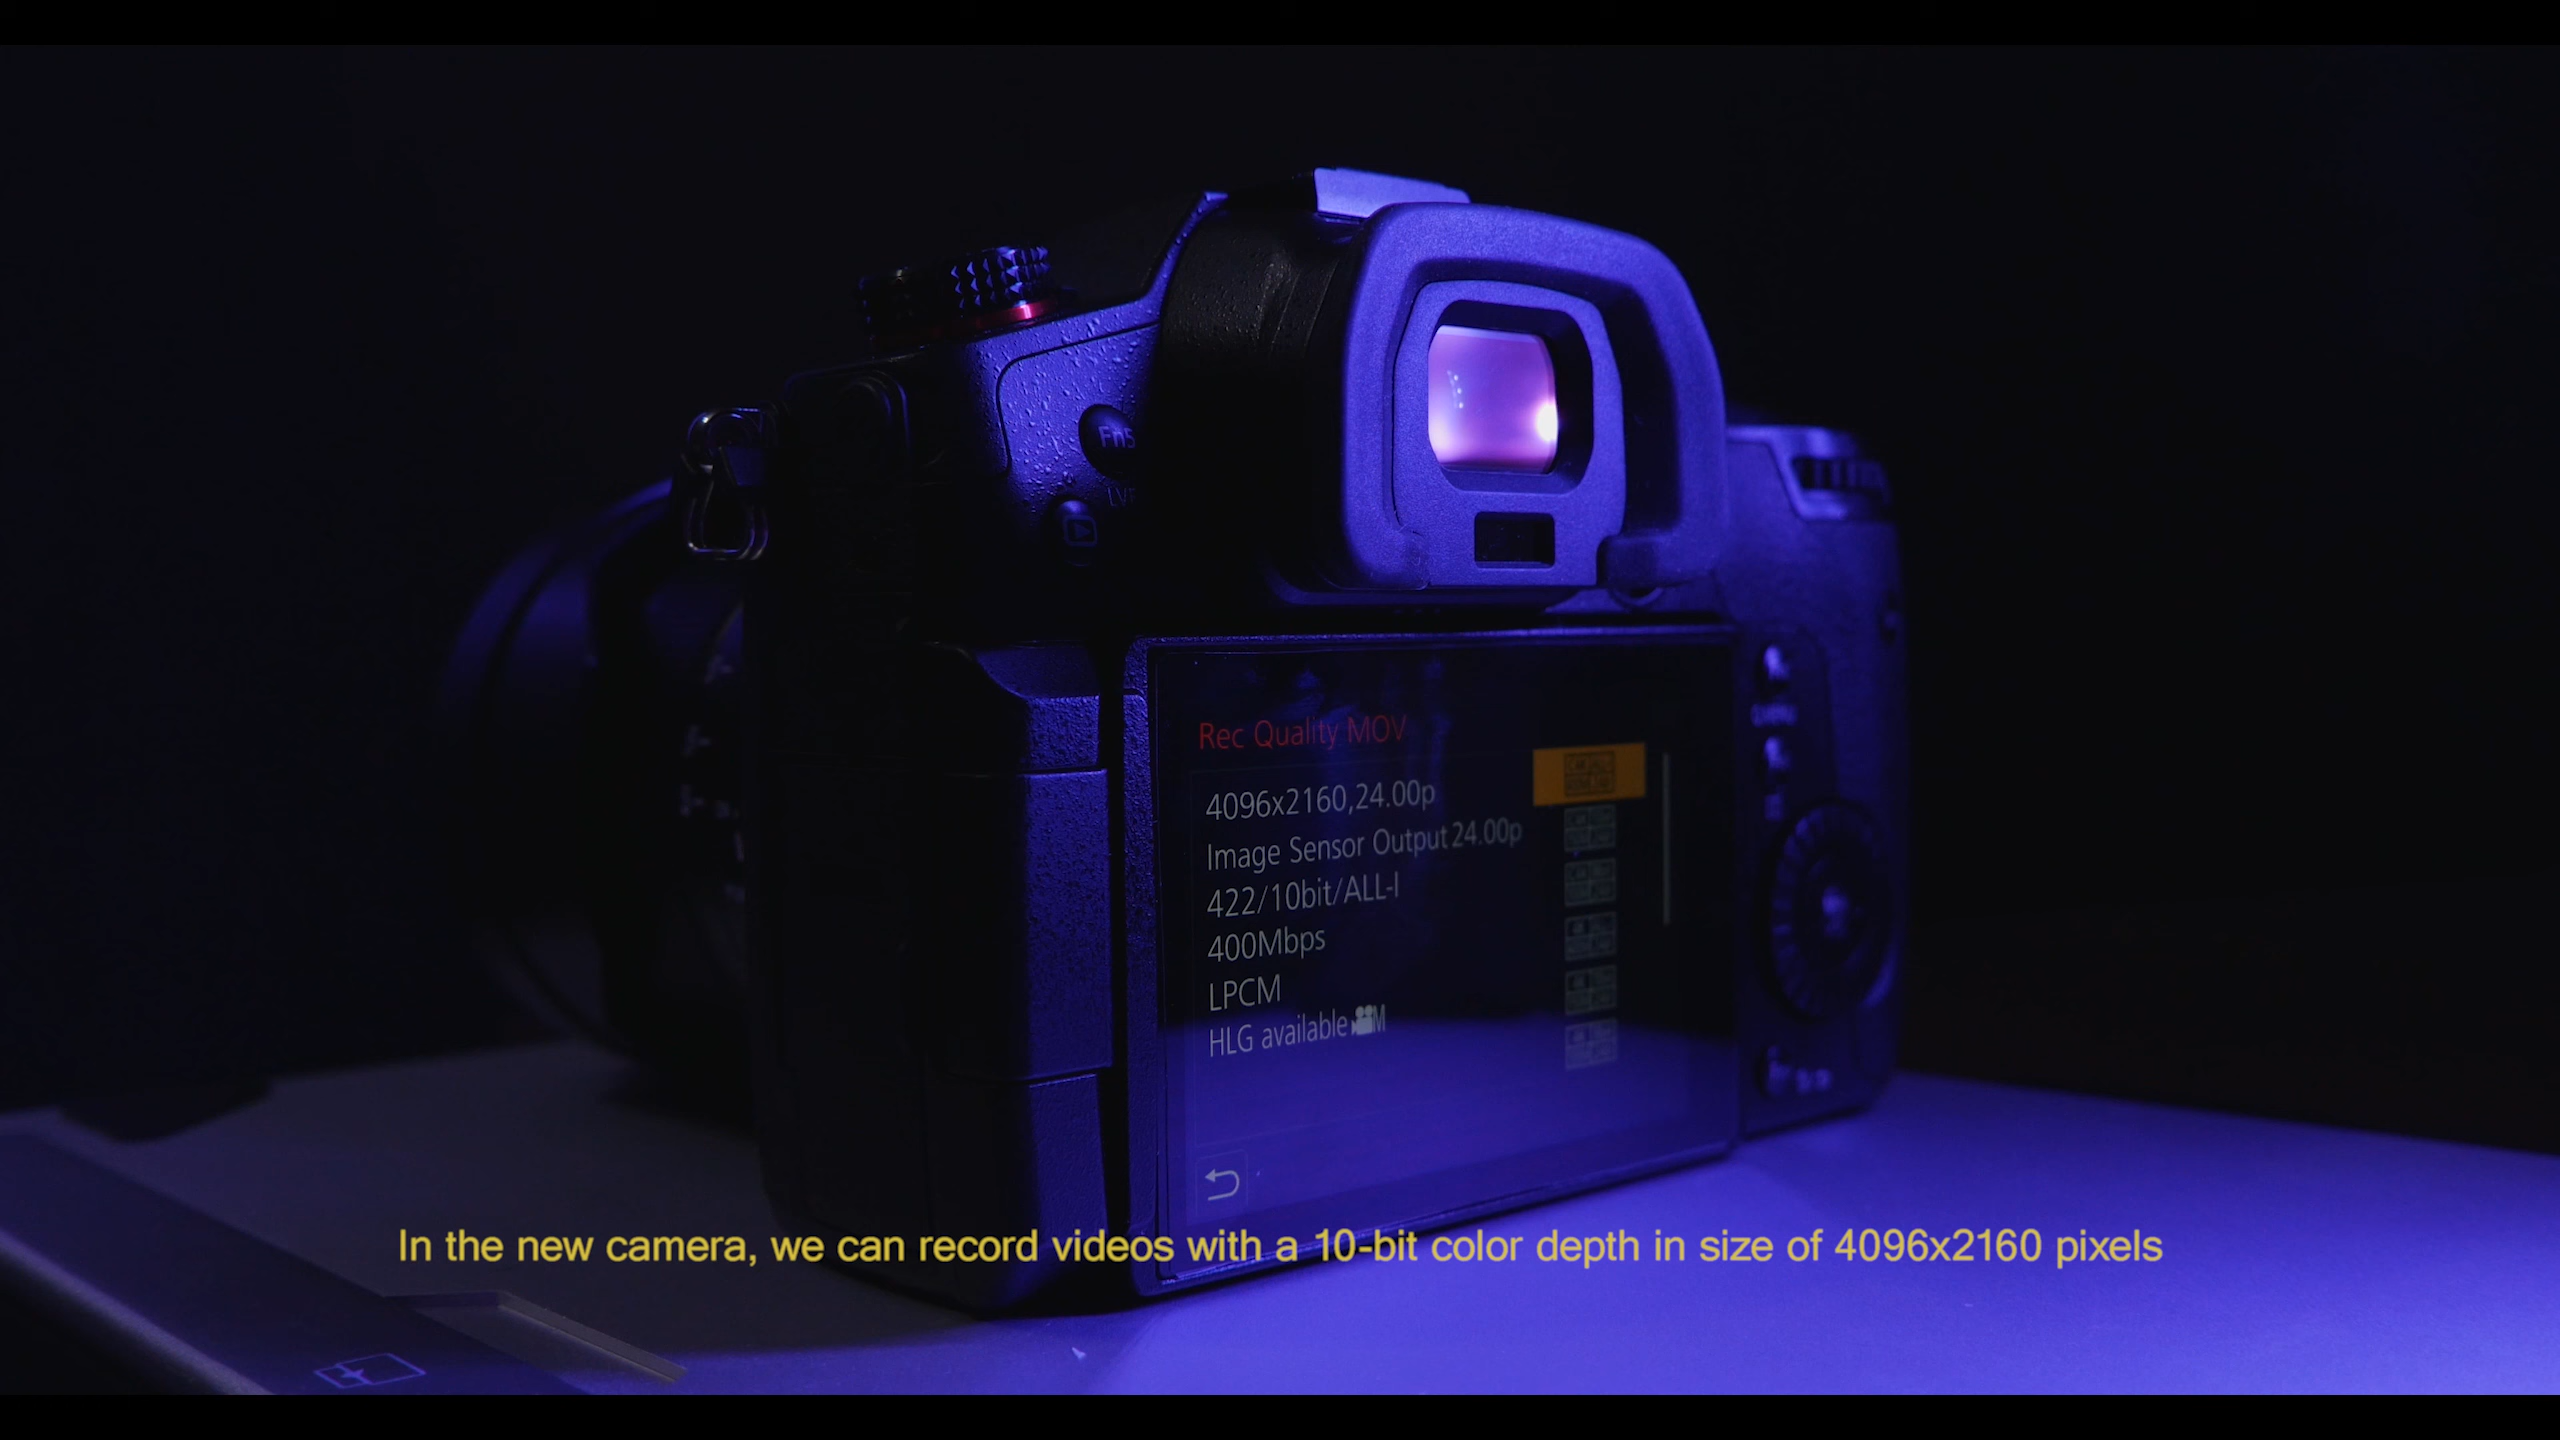 Fn5
Rec Quality MOV
4096x2160,24.00p
Image Sensor Output 24.00p
422/10bit/ALL-I
400Mbps
LPCM
HLG available M
In the new camera, we can record videos with a 10-bit color depth in size of 4096x2160 pixels